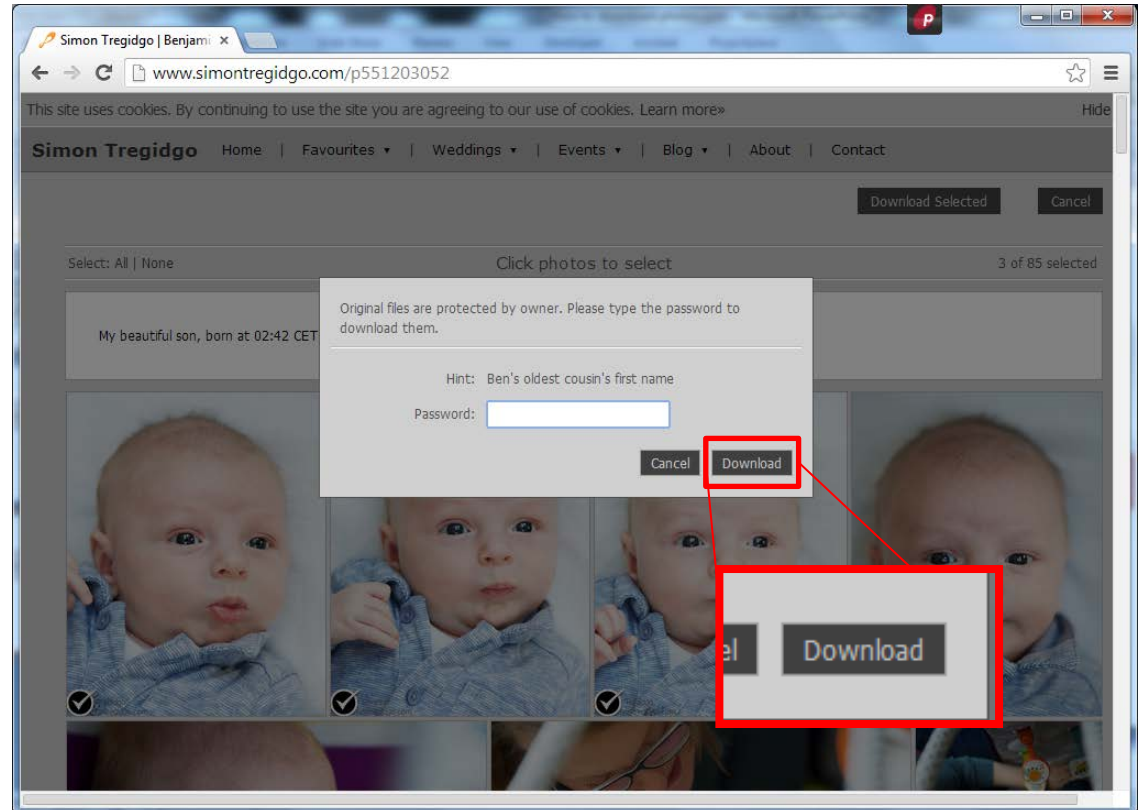 Simon Tregidgo | Benjami
www.simontregidgo.com/p551203052
This site uses cookies. By continuing to use the site you are agreeing to our use of cookies. Learn more»
Hide
Simon Tregidgo Home | Favourites ▾ | Weddings ▾ | Events ▾ | Blog ▾ | About | Contact
Download Selected Cancel
Select: All | None Click photos to select 3 of 85 selected
My beautiful son, born at 02:42 CET
Original files are protected by owner. Please type the password to
download them.
Hint: Ben's oldest cousin's first name
Password:
Cancel Download
el Download